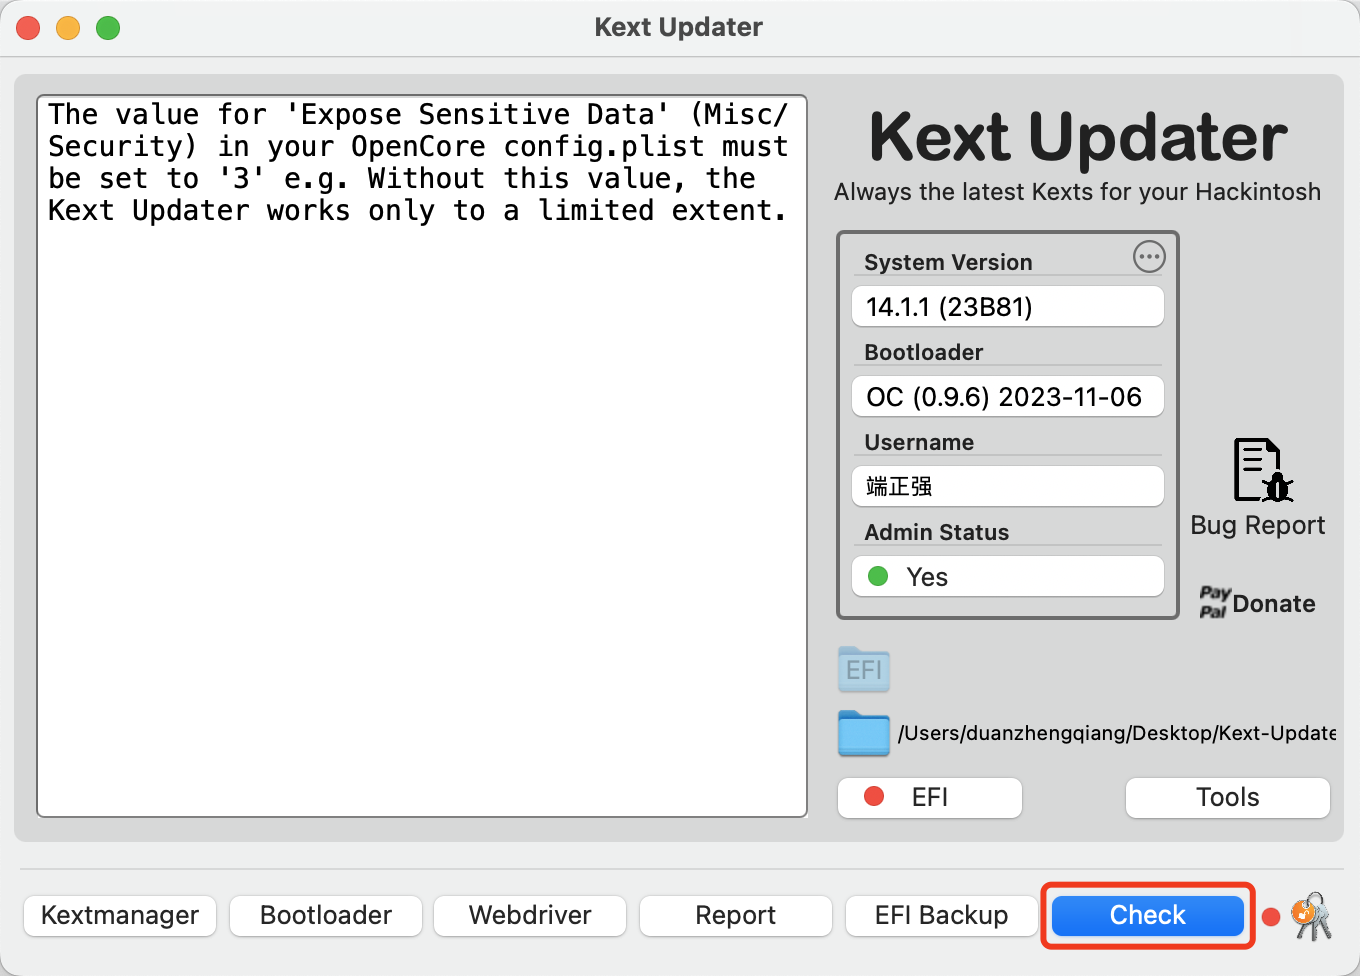 Kext Updater
The value for 'Expose Sensitive Data' (Misc/
Security) in your OpenCore config.plist must
be set to '3' e.g. Without this value, the
Kext Updater works only to a limited extent.
Kext Updater
Always the latest Kexts for your Hackintosh
System Version
14.1.1 (23B81)
Bootloader
OC (0.9.6) 2023-11-06
Username
端正强
Admin Status
Yes
Bug Report
Pay
Pal
Donate
EFI
/Users/duanzhengqiang/Desktop/Kext-Update
EFI
Tools
Kextmanager
Bootloader
Webdriver
Report
EFI Backup
Check